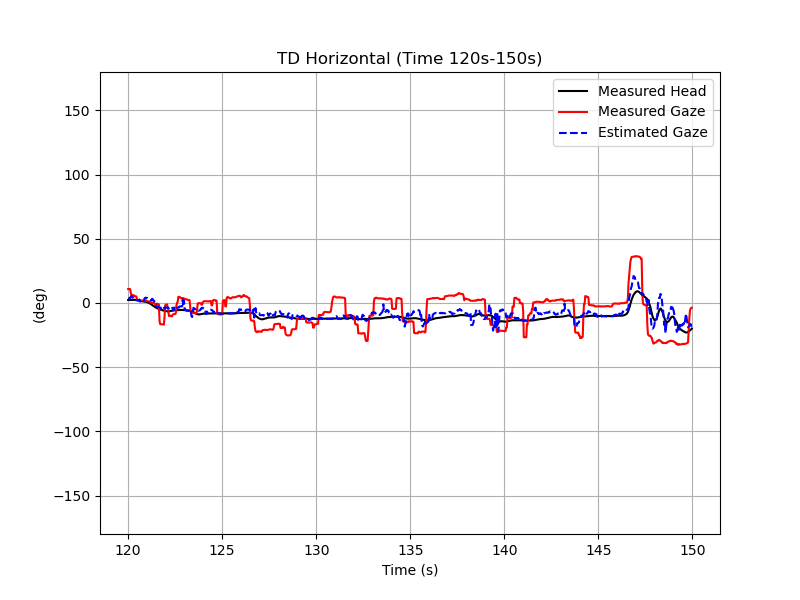 TD Horizontal (Time 120s-150s)
Measured Head
Measured Gaze
Estimated Gaze
150
100
50
0
−50
−100
−150
(deg)
120 125 130 135 140 145 150
Time (s)